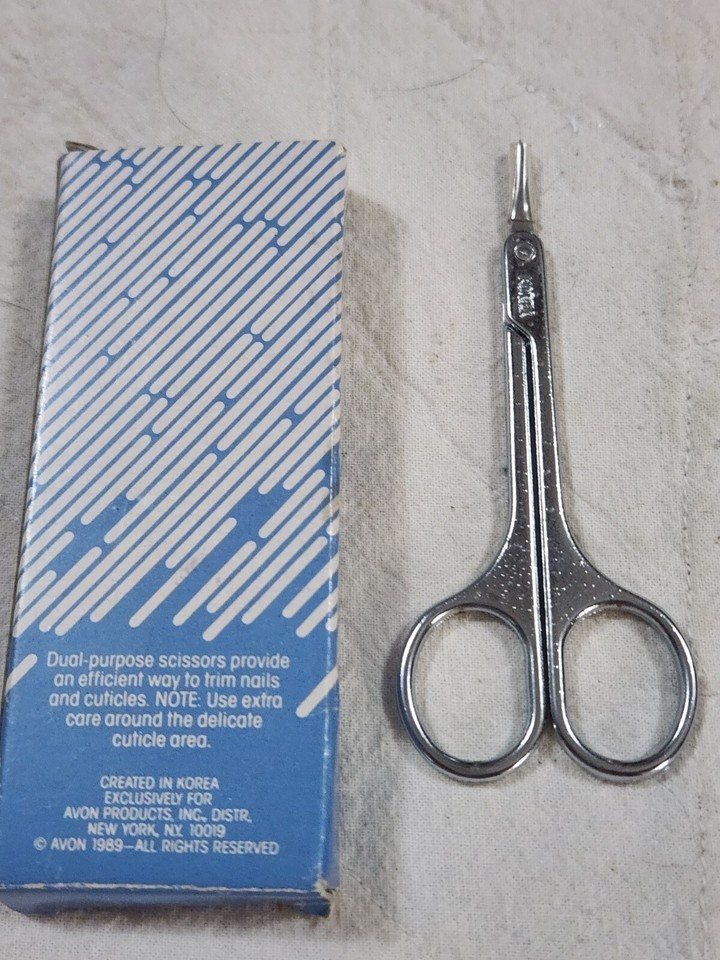 Dual-purpose scissors provide
an efficient way to trim nails
and cuticles. NOTE: Use extra
care around the delicate
cuticle area.
CREATED IN KOREA
EXCLUSIVELY FOR
AVON PRODUCTS, INC., DISTR.
NEW YORK, N.Y. 10019
© AVON 1989—ALL RIGHTS RESERVED